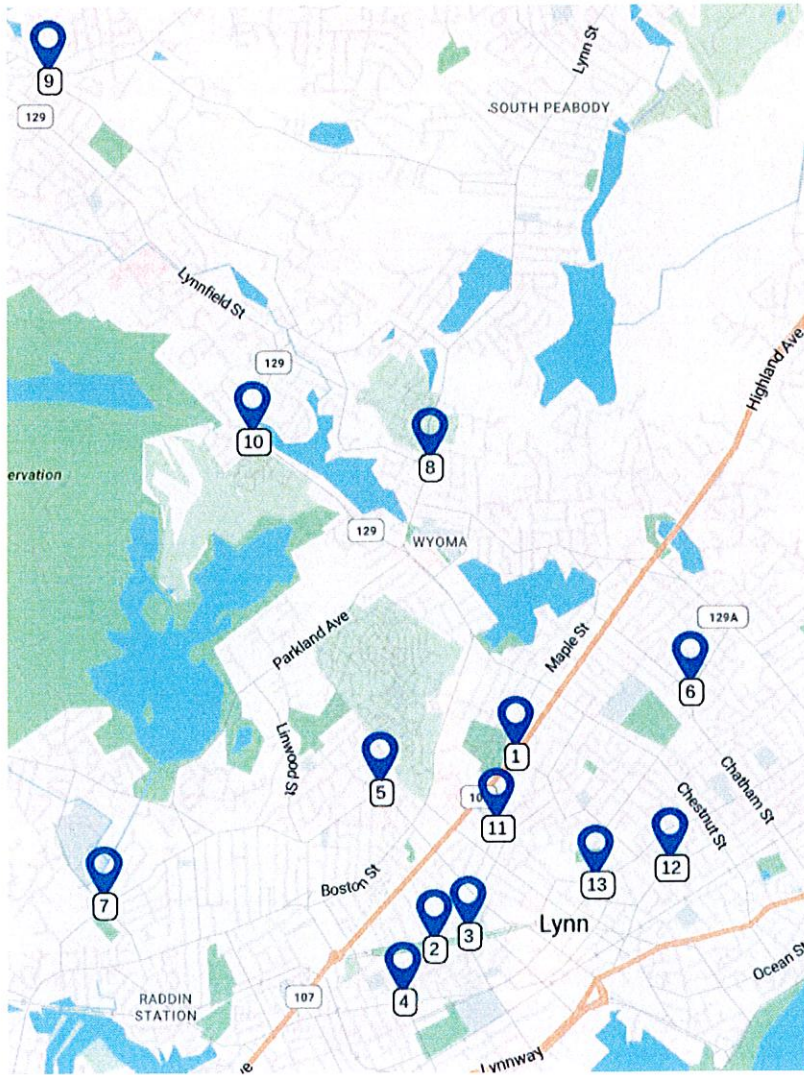 Lynn St
9
SOUTH PEABODY
129
Lynnfield St
129
Highland Ave
10
8
ervation
129
WYOMA
129A
Parkland Ave
Maple St
6
1
Linwood St
5
Chatham St
10
11
Chestnut St
12
13
Boston St
7
3
Lynn
2
Ocean St
4
107
RADDIN
STATION
Lynnway